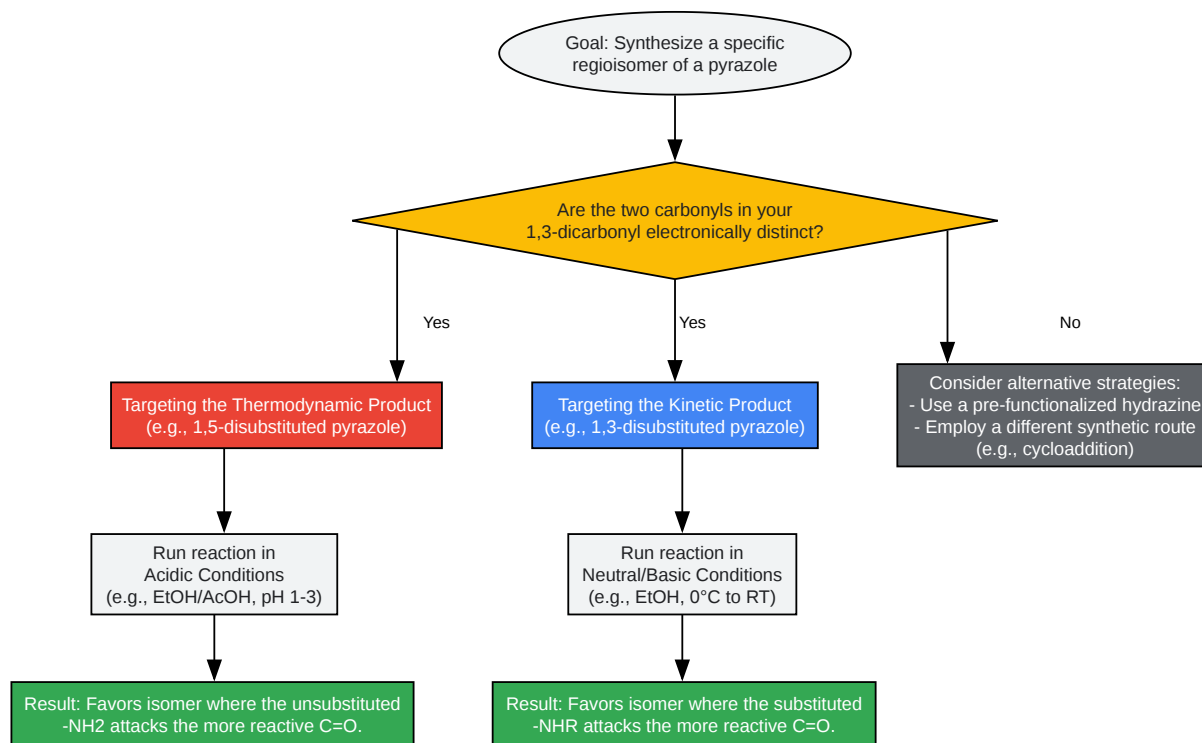 Goal: Synthesize a specific
regioisomer of a pyrazole
Are the two carbonyls in your
1,3-dicarbonyl electronically distinct?
Yes
Yes
No
Targeting the Thermodynamic Product
(e.g., 1,5-disubstituted pyrazole)
Targeting the Kinetic Product
(e.g., 1,3-disubstituted pyrazole)
Consider alternative strategies:
- Use a pre-functionalized hydrazine
- Employ a different synthetic route
(e.g., cycloaddition)
Run reaction in
Acidic Conditions
(e.g., EtOH/AcOH, pH 1-3)
Run reaction in
Neutral/Basic Conditions
(e.g., EtOH, 0°C to RT)
Result: Favors isomer where the unsubstituted
-NH2 attacks the more reactive C=O.
Result: Favors isomer where the substituted
-NHR attacks the more reactive C=O.